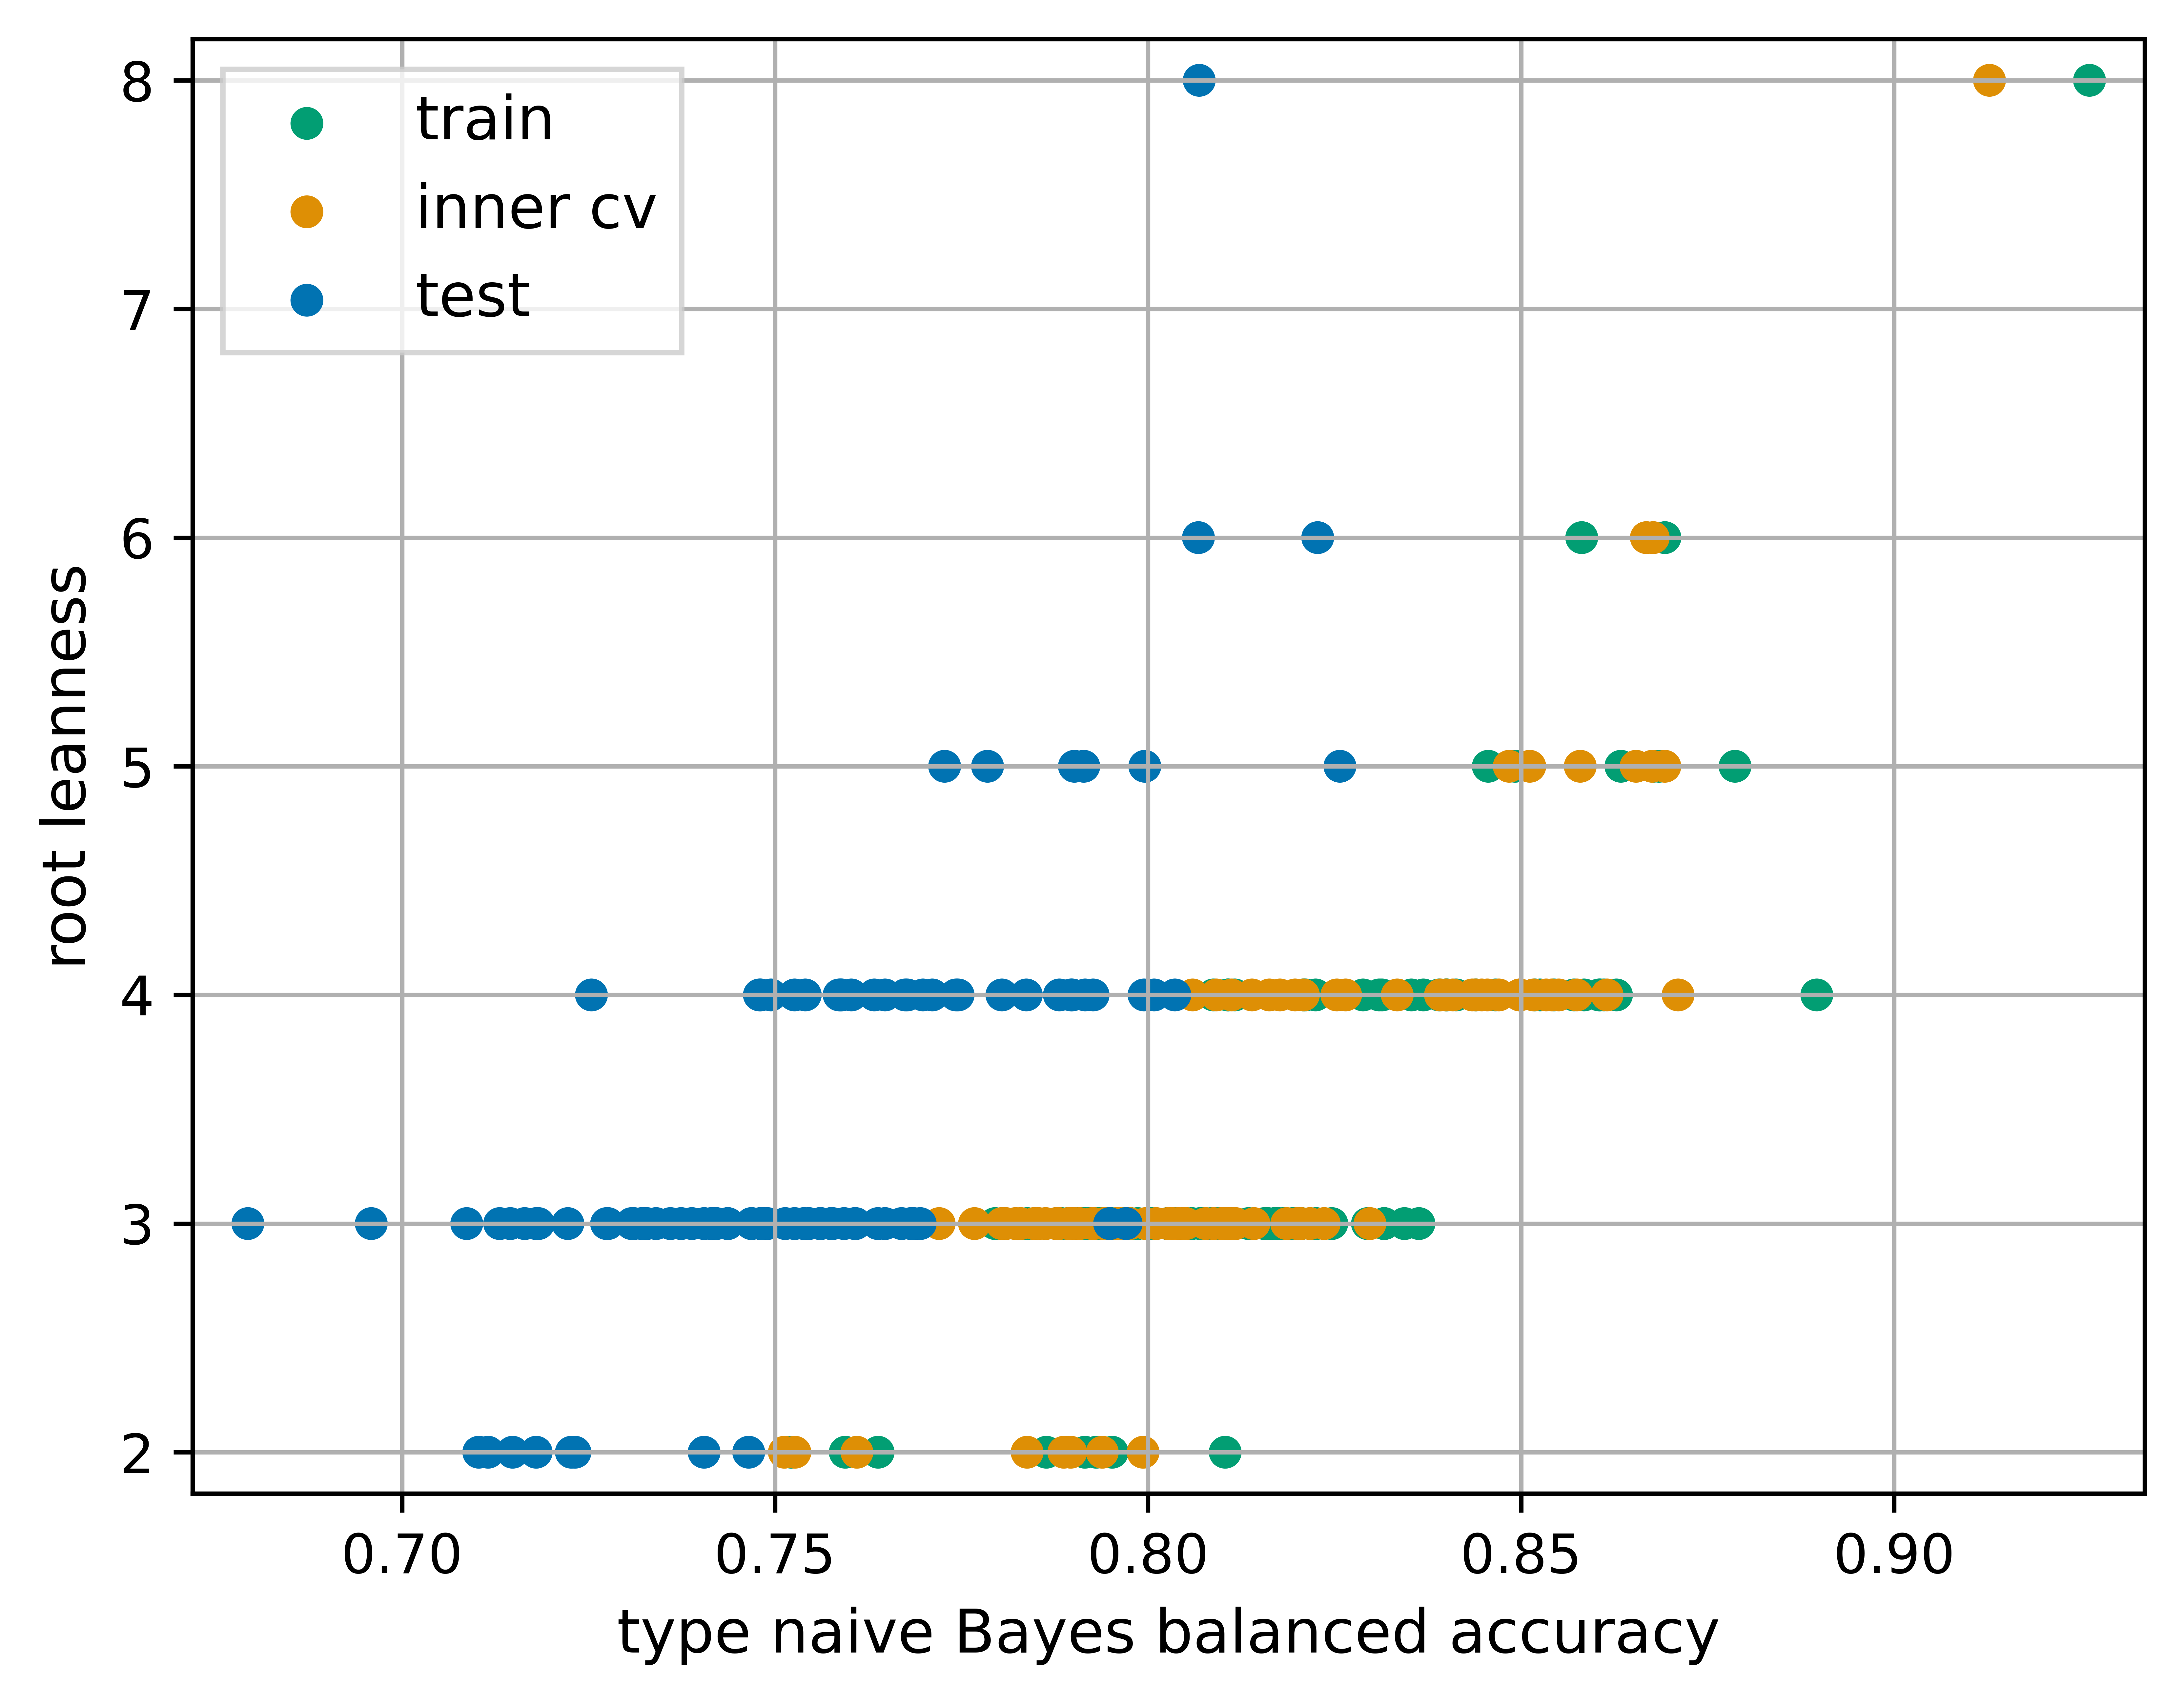 train
inner cv
test
8
7
6
5
4
3
2
root leanness
0.70 0.75 0.80 0.85 0.90
type naive Bayes balanced accuracy